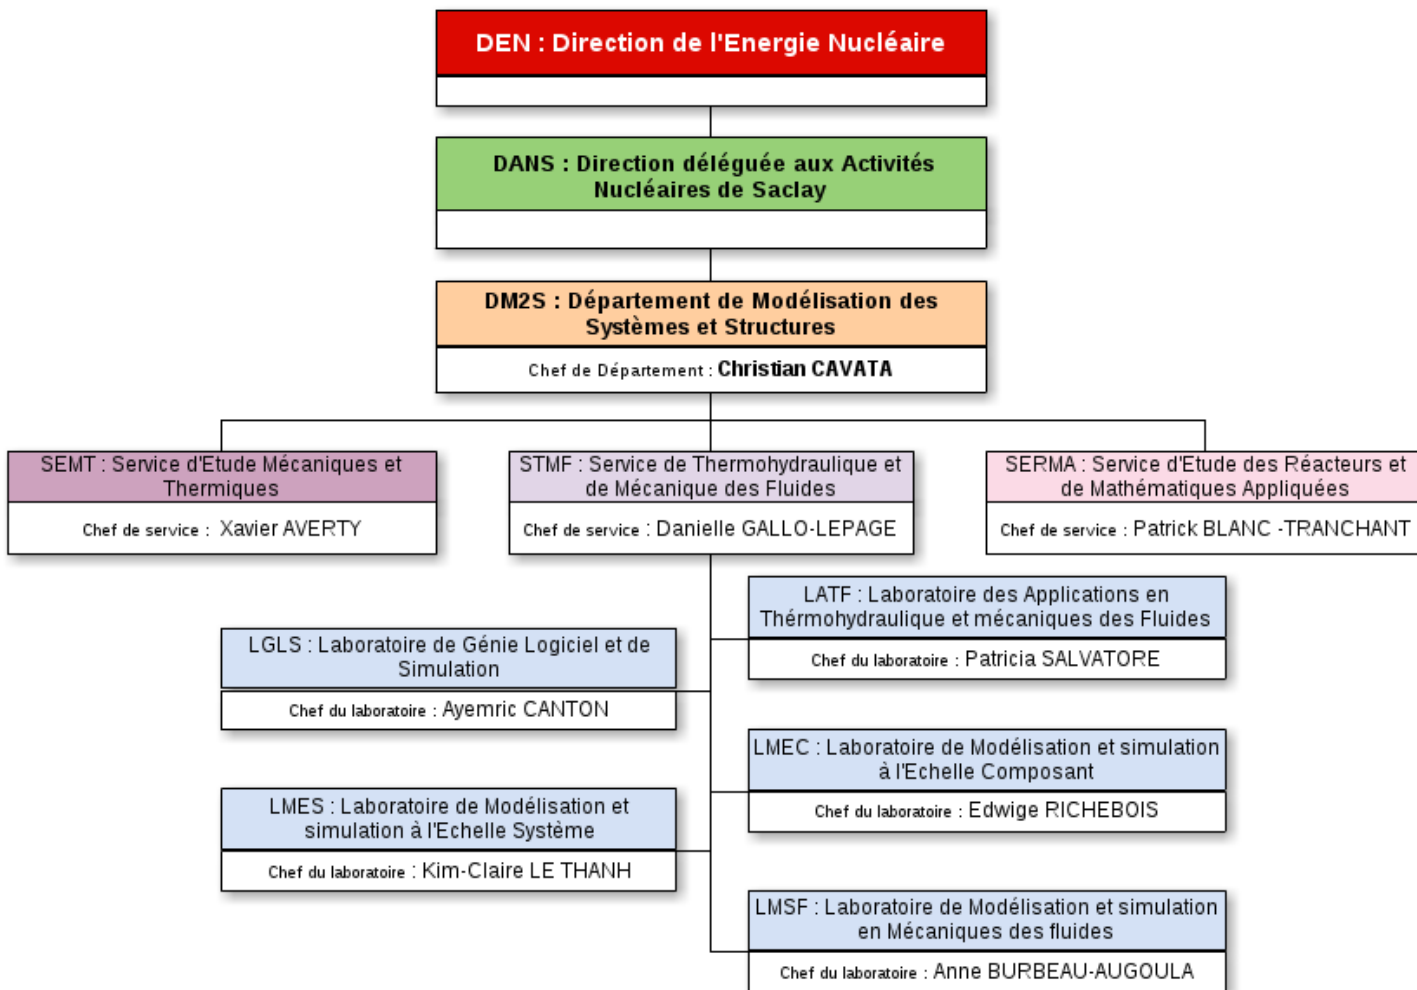 DEN : Direction de l'Energie Nucléaire
DANS : Direction déléguée aux Activités
Nucléaires de Saclay
DM2S : Département de Modélisation des
Systèmes et Structures
Chef de Département : Christian CAVATA
SEMT : Service d'Etude Mécaniques et
Thermiques
Chef de service : Xavier AVERTY
STMF : Service de Thermohydraulique et
de Mécanique des Fluides
Chef de service : Danielle GALLO-LEPAGE
SERMA : Service d'Etude des Réacteurs et
de Mathématiques Appliquées
Chef de service : Patrick BLANC -TRANCHANT
LATF : Laboratoire des Applications en
Thérmohydraulique et mécaniques des Fluides
Chef du laboratoire : Patricia SALVATORE
LGLS : Laboratoire de Génie Logiciel et de
Simulation
Chef du laboratoire : Ayemric CANTON
LMEC : Laboratoire de Modélisation et simulation
à l'Echelle Composant
Chef du laboratoire : Edwige RICHEBOIS
LMES : Laboratoire de Modélisation et
simulation à l'Echelle Système
Chef du laboratoire : Kim-Claire LE THANH
LMSF : Laboratoire de Modélisation et simulation
en Mécaniques des fluides
Chef du laboratoire : Anne BURBEAU-AUGOULA